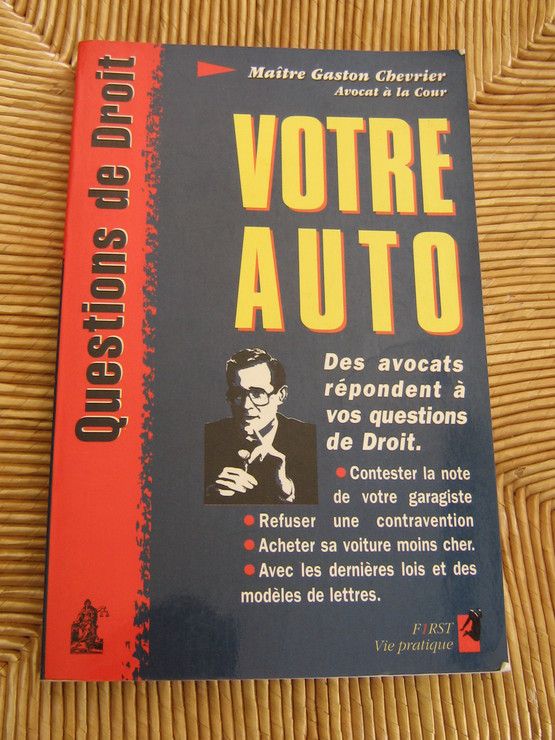 Questions de Droit
Maître Gaston Chevrier
Avocat à la Cour
VOTRE
AUTO
Des avocats
répondent à
vos questions
de Droit.
• Contester la note
de votre garagiste
• Refuser une contravention
• Acheter sa voiture moins cher.
• Avec les dernières lois et des
modèles de lettres.
F1RST
Vie pratique